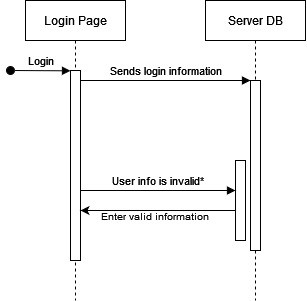 Login Page
Server DB
Login
Sends login information
User info is invalid*
Enter valid information